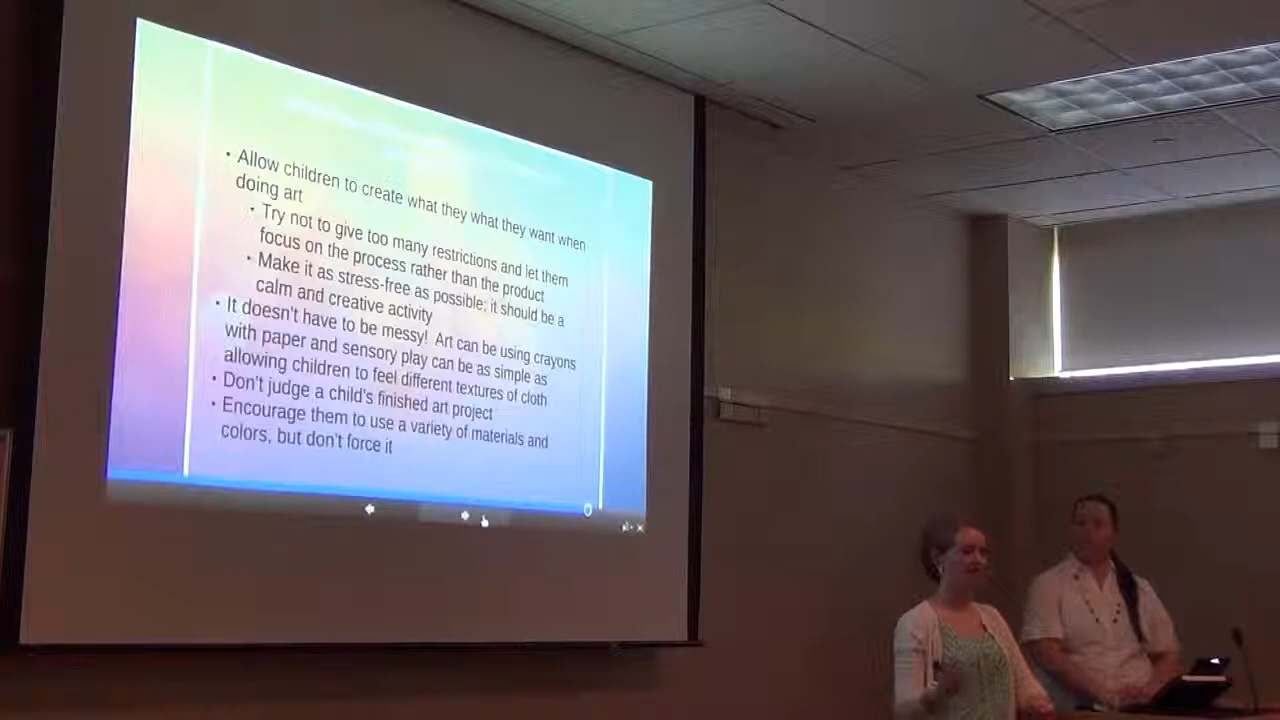 • Allow children to create what they what they want when
doing art
• Try not to give too many restrictions and let them
focus on the process rather than the product
• Make it as stress-free as possible; it should be a
calm and creative activity
• It doesn't have to be messy! Art can be using crayons
with paper and sensory play can be as simple as
allowing children to feel different textures of cloth
• Don't judge a child's finished art project
• Encourage them to use a variety of materials and
colors, but don't force it